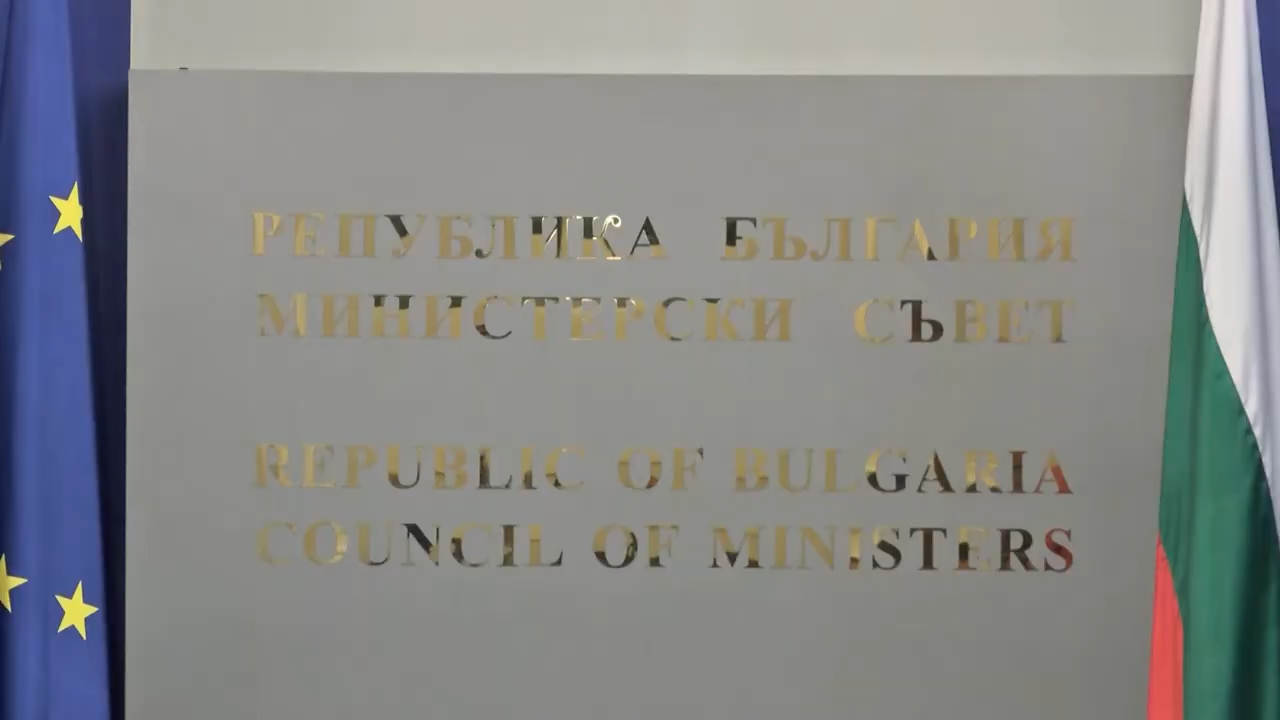 РЕПУБЛИКА БЪЛГАРИЯ
МИНИСТЕРСКИ СЪВЕТ
REPUBLIC OF BULGARIA
COUNCIL OF MINISTERS